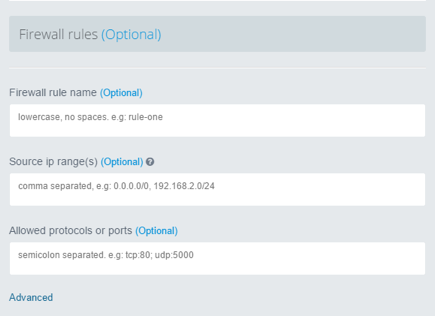 Firewall rules (Optional)
Firewall rule name (Optional)
lowercase, no spaces. e.g: rule-one
Source ip range(s) (Optional) ?
comma separated, e.g: 0.0.0.0/0, 192.168.2.0/24
Allowed protocols or ports (Optional)
semicolon separated. e.g: tcp:80; udp:5000
Advanced